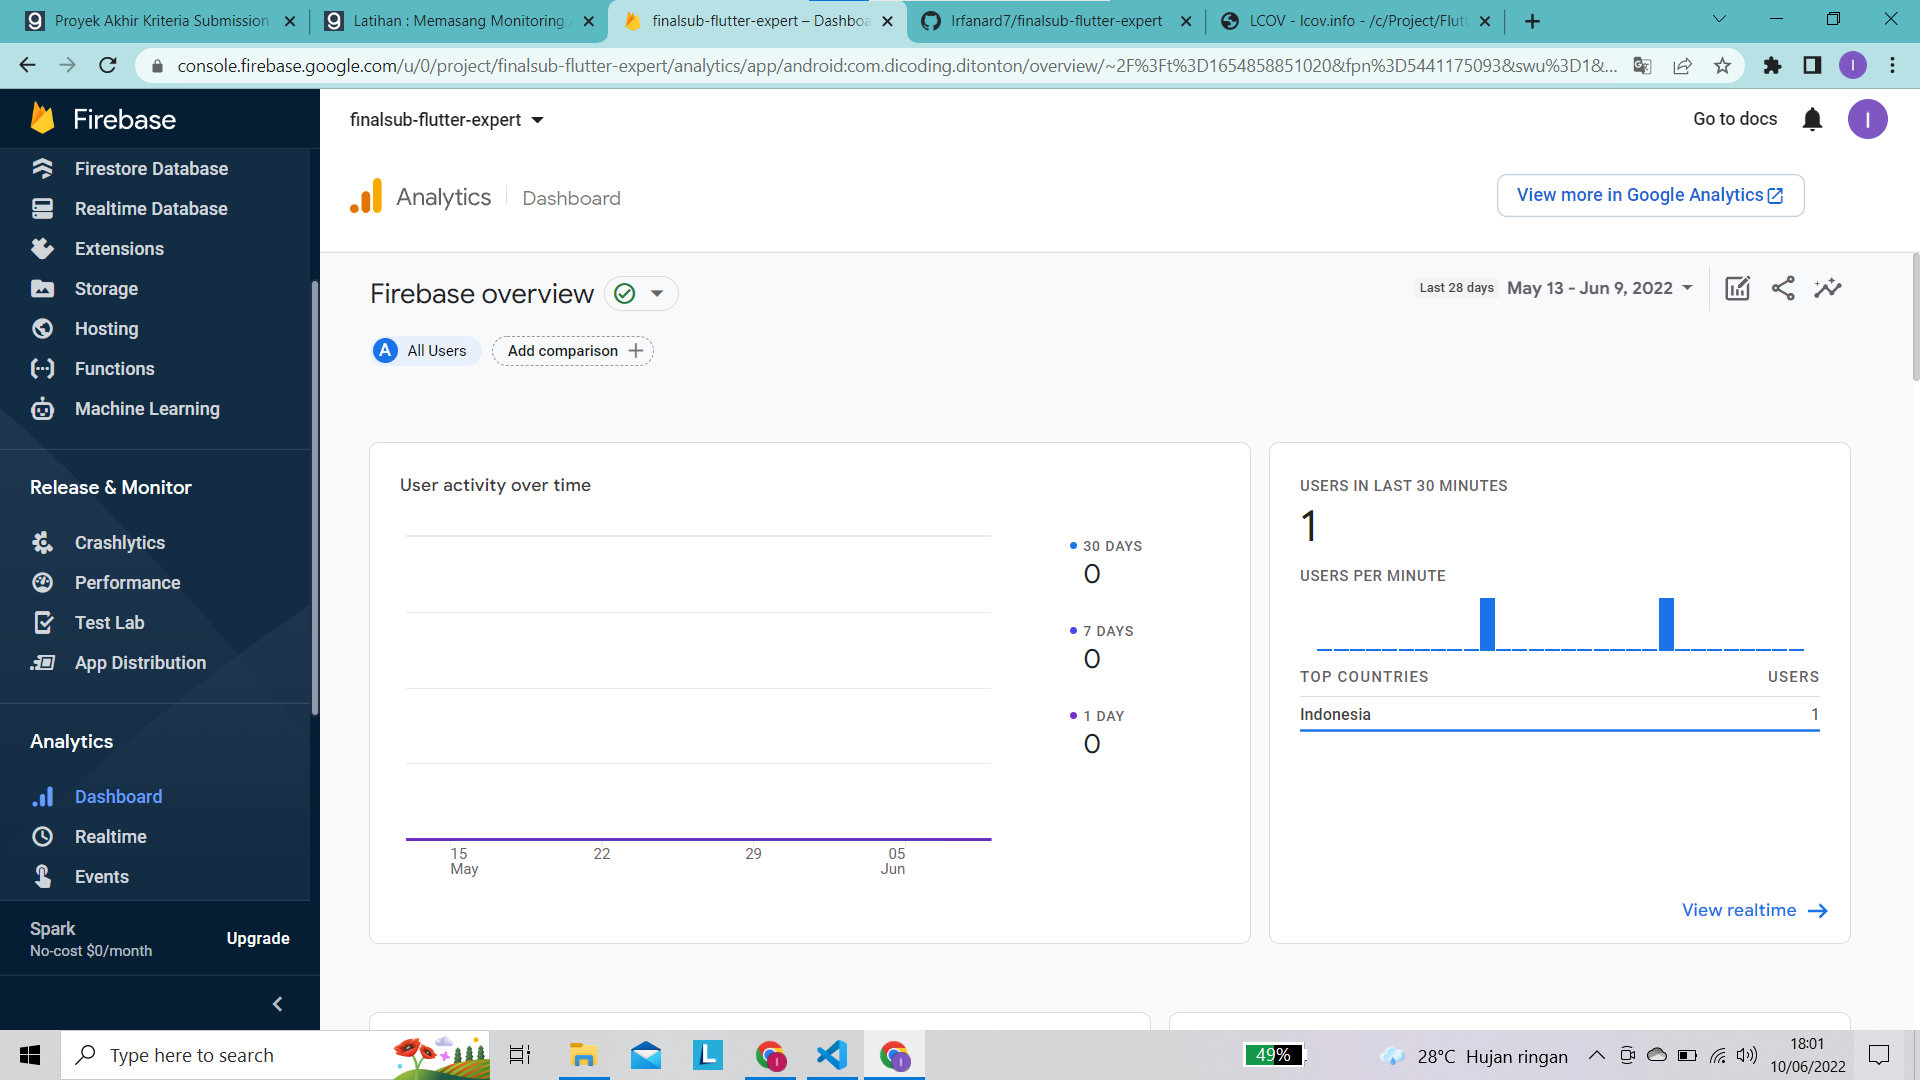 Proyek Akhir Kriteria Submission
Latihan : Memasang Monitoring
finalsub-flutter-expert – Dashboa
Irfanard7/finalsub-flutter-expert
LCOV - lcov.info - /c/Project/Flut
console.firebase.google.com/u/0/project/finalsub-flutter-expert/analytics/app/android:com.dicoding.ditonton/overview/~2F%3Ft%3D1654858851020&fpn%3D5441175093&swu%3D1&...
I
Firebase
finalsub-flutter-expert
Go to docs
I
Firestore Database
Realtime Database
Extensions
Storage
Hosting
Functions
Machine Learning
Release & Monitor
Crashlytics
Performance
Test Lab
App Distribution
Analytics
Dashboard
Realtime
Events
Spark
No-cost $0/month
Upgrade
Analytics
Dashboard
View more in Google Analytics
Firebase overview
Last 28 days
May 13 - Jun 9, 2022
A
All Users
Add comparison
User activity over time
30 DAYS
0
7 DAYS
0
1 DAY
0
15
May
22
29
05
Jun
USERS IN LAST 30 MINUTES
1
USERS PER MINUTE
TOP COUNTRIES
USERS
Indonesia
1
View realtime
Type here to search
L
I
I
49%
28°C Hujan ringan
18:01
10/06/2022